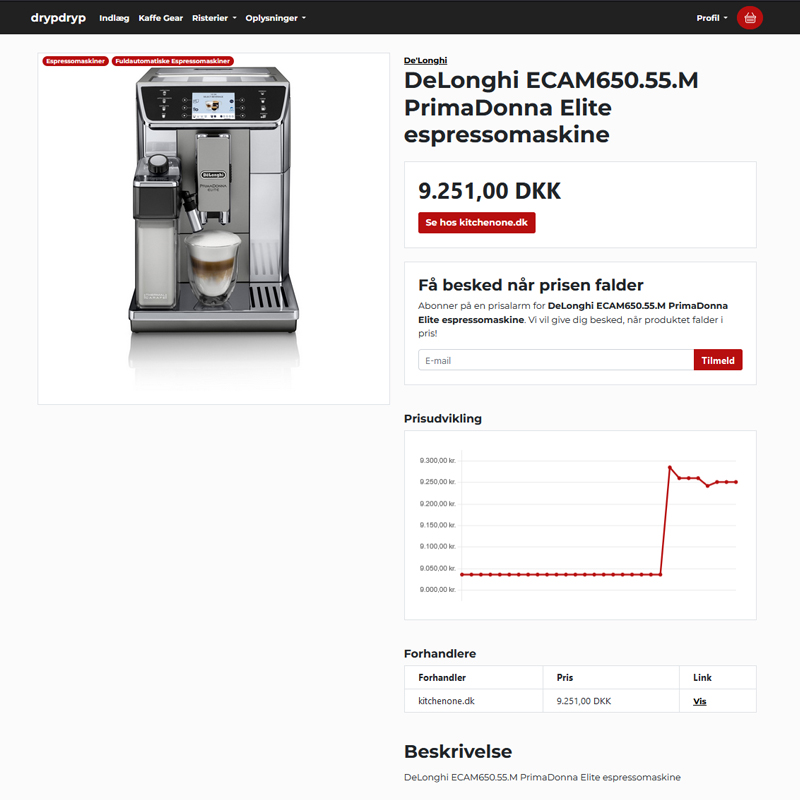 drypdryp Indlæg Kaffe Gear Risterier Oplysninger Profil
Espressomaskiner Fuldautomatiske Espressomaskiner
DeLonghi
De'Longhi
DeLonghi ECAM650.55.M
PrimaDonna Elite
espressomaskine
9.251,00 DKK
Se hos kitchenone.dk
Få besked når prisen falder
Abonner på en prisalarm for DeLonghi ECAM650.55.M PrimaDonna
Elite espressomaskine. Vi vil give dig besked, når produktet falder i
pris!
E-mail Tilmeld
Prisudvikling
9.300,00 kr.
9.250,00 kr.
9.200,00 kr.
9.150,00 kr.
9.100,00 kr.
9.050,00 kr.
9.000,00 kr.
Forhandlere
Forhandler Pris Link
kitchenone.dk 9.251,00 DKK Vis
Beskrivelse
DeLonghi ECAM650.55.M PrimaDonna Elite espressomaskine